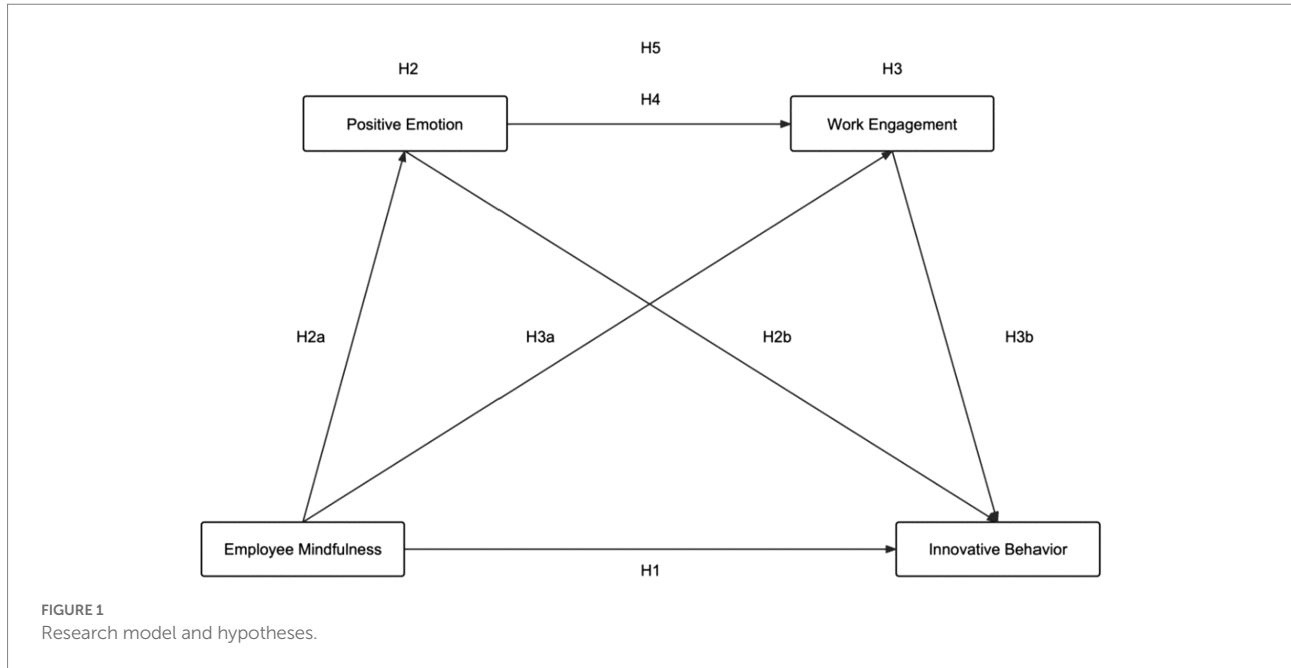 H5
H2
H3
H4
Positive Emotion
Work Engagement
H2a
H3a
H2b
H3b
Employee Mindfulness
Innovative Behavior
H1
FIGURE 1
Research model and hypotheses.